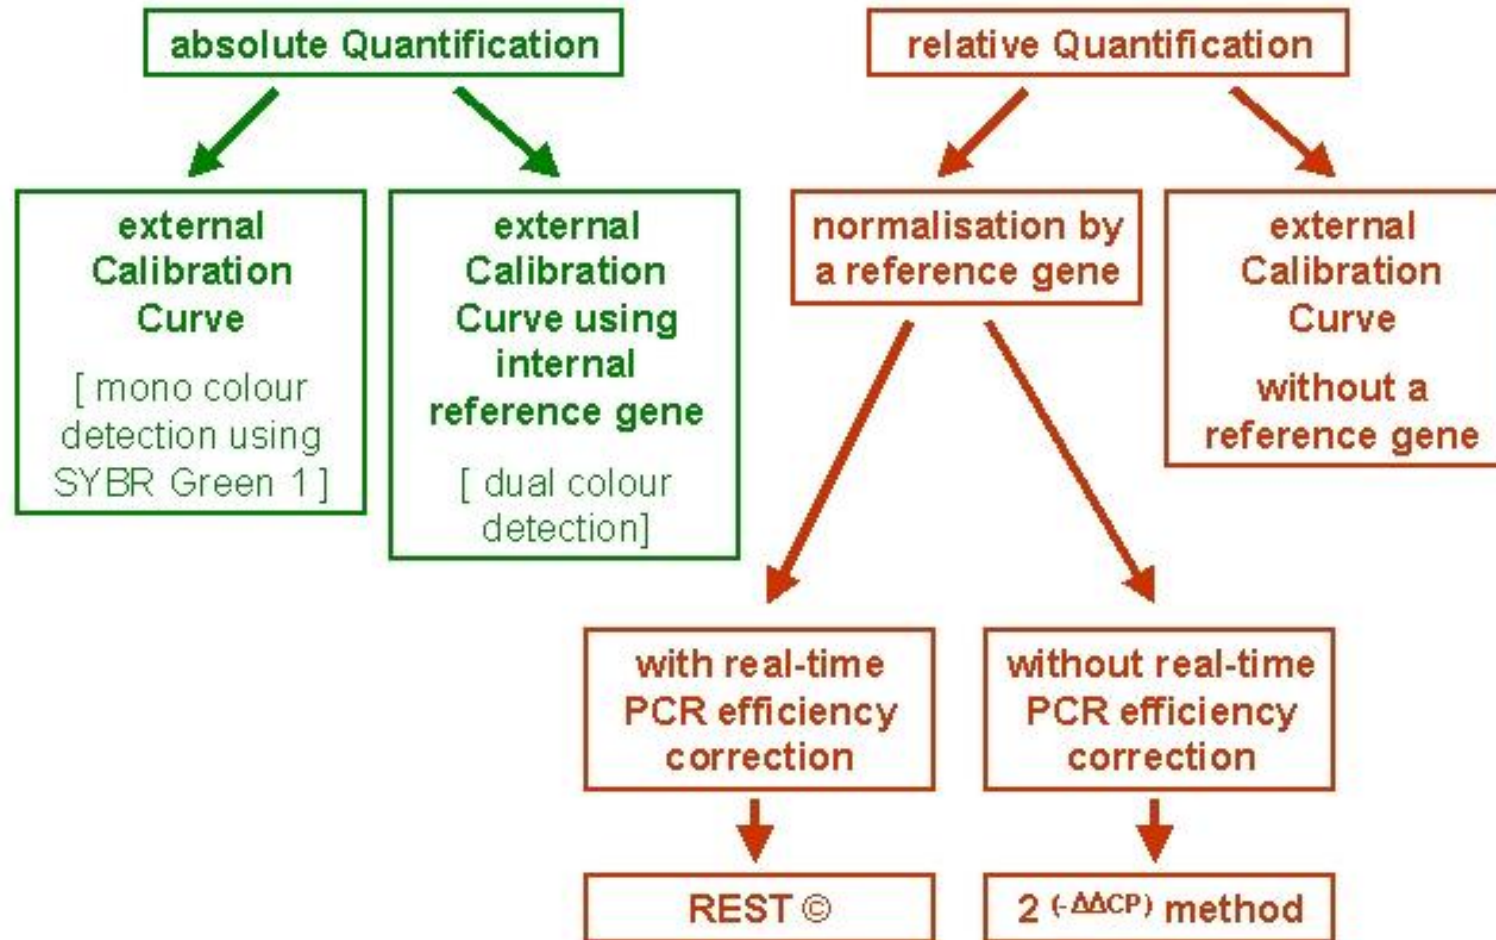 absolute Quantification
relative Quantification
external
Calibration
Curve
[ mono colour
detection using
SYBR Green 1 ]
external
Calibration
Curve using
internal
reference gene
[ dual colour
detection]
normalisation by
a reference gene
external
Calibration
Curve
without a
reference gene
with real-time
PCR efficiency
correction
without real-time
PCR efficiency
correction
REST ©
2 (-ΔΔCP) method